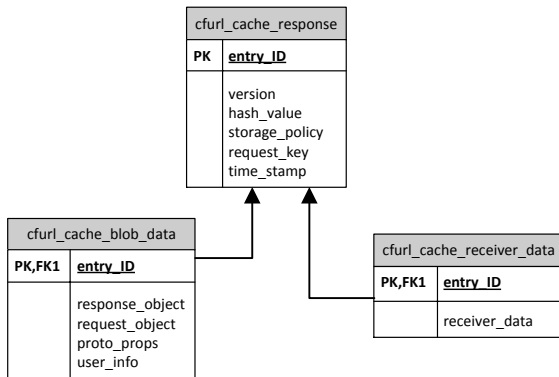 cfurl_cache_response
PK entry_ID
version
hash_value
storage_policy
request_key
time_stamp
cfurl_cache_blob_data
PK,FK1 entry_ID
response_object
request_object
proto_props
user_info
cfurl_cache_receiver_data
PK,FK1 entry_ID
receiver_data